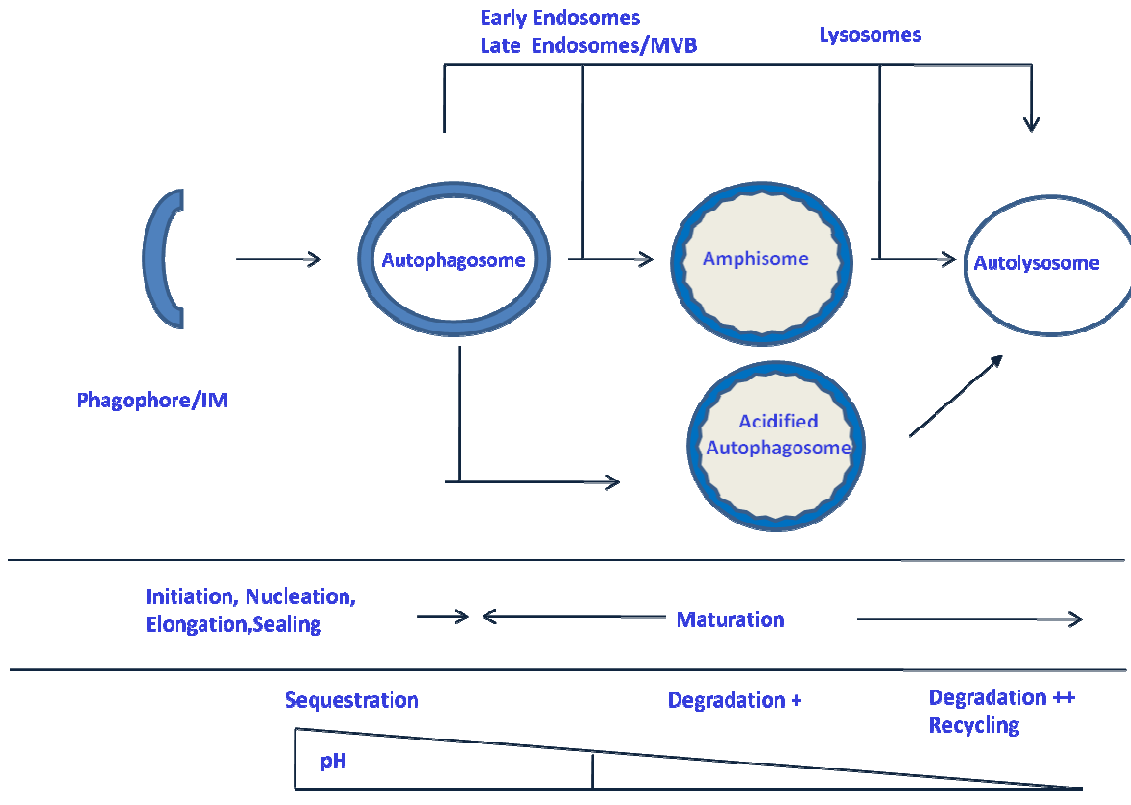 Early Endosomes
Late Endosomes/MVB
Lysosomes
Autophagosome
Amphisome
Autolysosome
Phagophore/IM
Acidified
Autophagosome
Initiation, Nucleation,
Elongation,Sealing
Maturation
Sequestration
Degradation +
Degradation ++
Recycling
pH